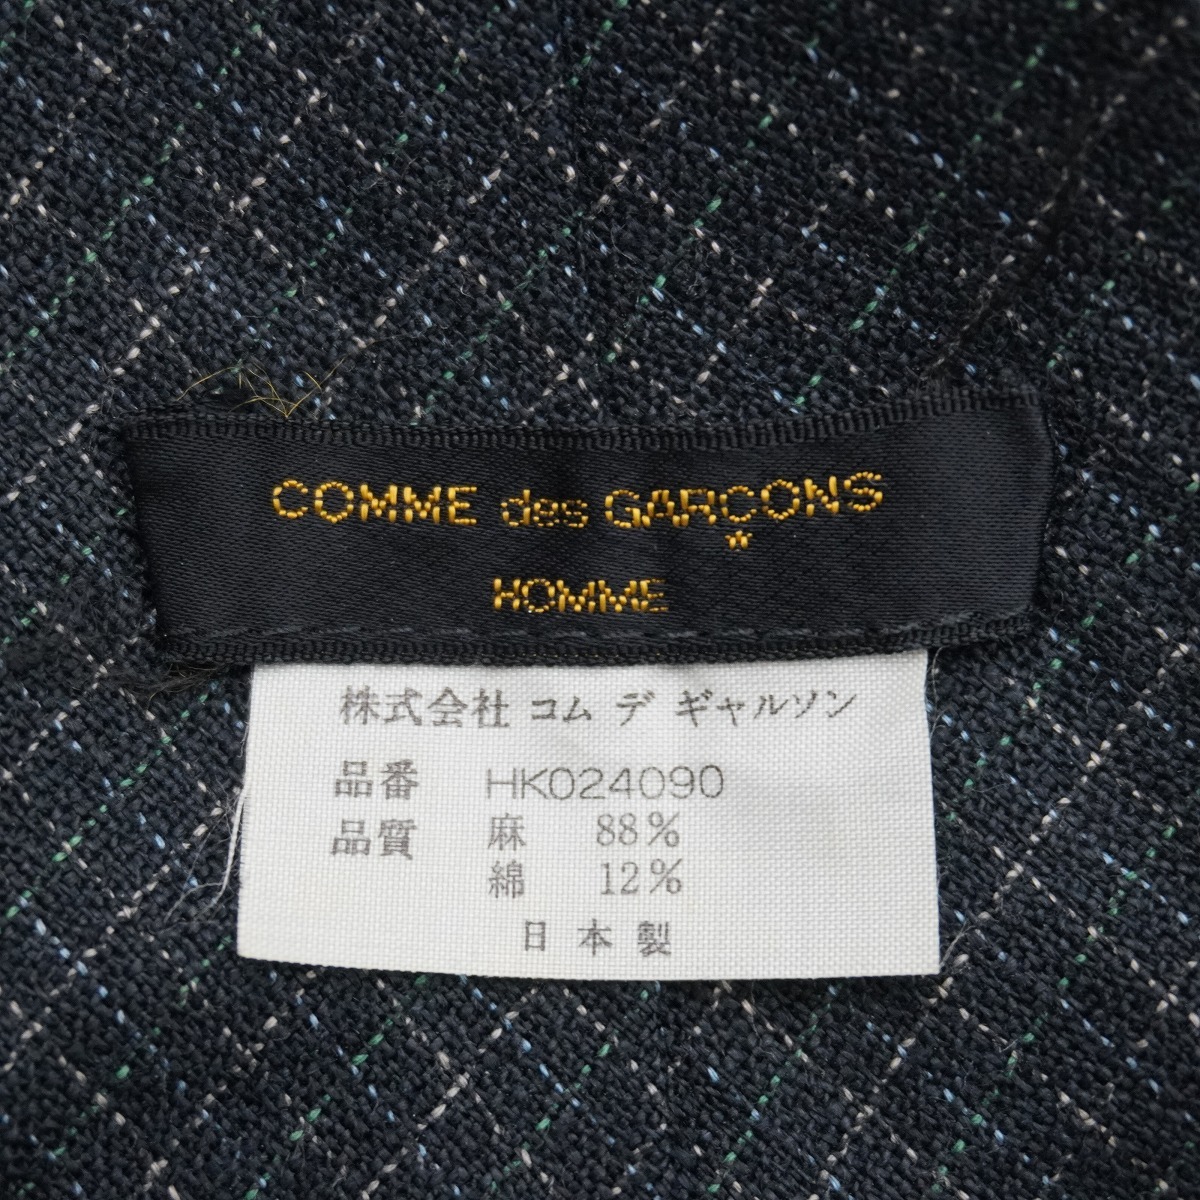 COMME des GARÇONS
HOMME
株式会社 コム デ ギャルソン
品番 HK024090
品質 麻 88%
綿 12%
日本製